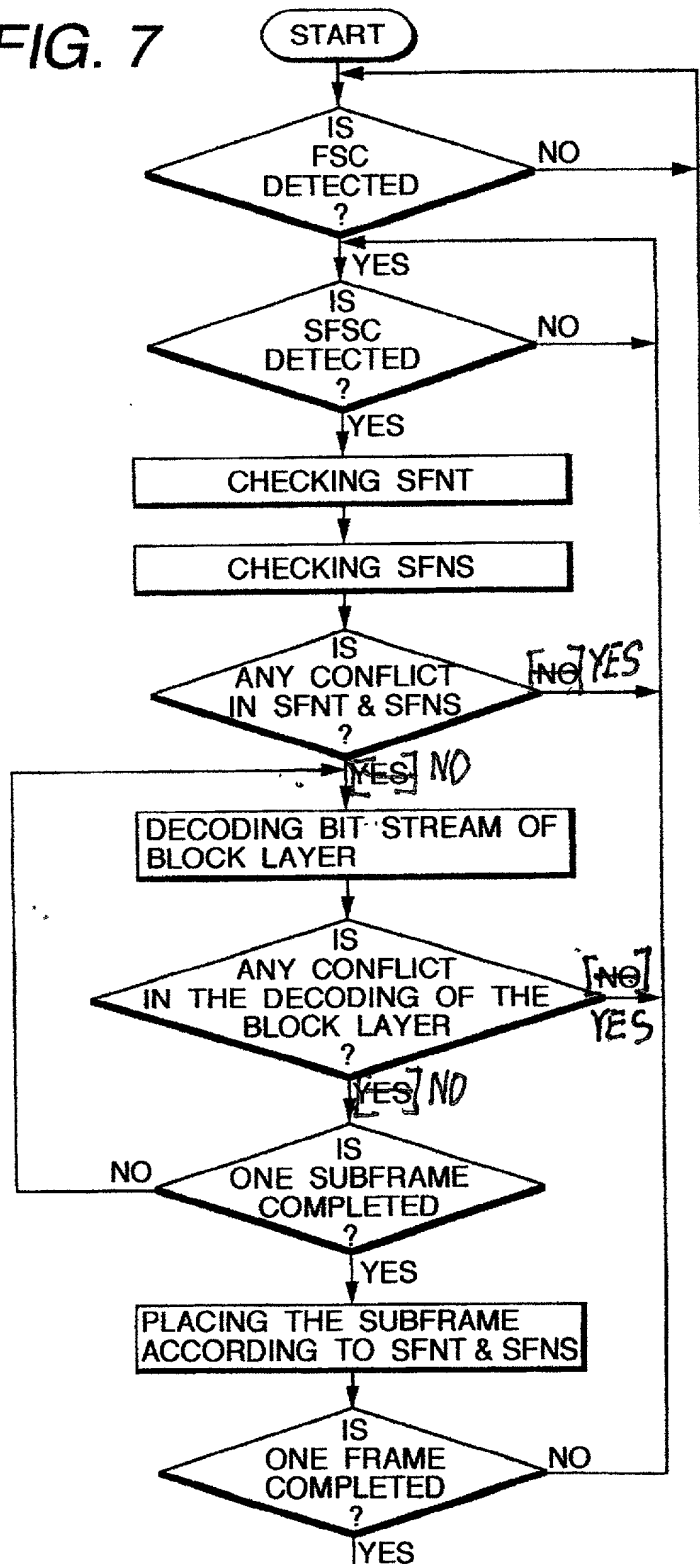 FIG. 7
START
IS
FSC
DETECTED
?
NO
YES
IS
SFSC
DETECTED
?
NO
YES
CHECKING SFNT
CHECKING SFNS
IS
ANY CONFLICT
IN SFNT & SFNS
?
[NO] YES
[YES] NO
DECODING BIT STREAM OF
BLOCK LAYER
IS
ANY CONFLICT
IN THE DECODING OF THE
BLOCK LAYER
?
[NO]
YES
[YES] NO
IS
ONE SUBFRAME
COMPLETED
?
NO
YES
PLACING THE SUBFRAME
ACCORDING TO SFNT & SFNS
IS
ONE FRAME
COMPLETED
?
NO
YES